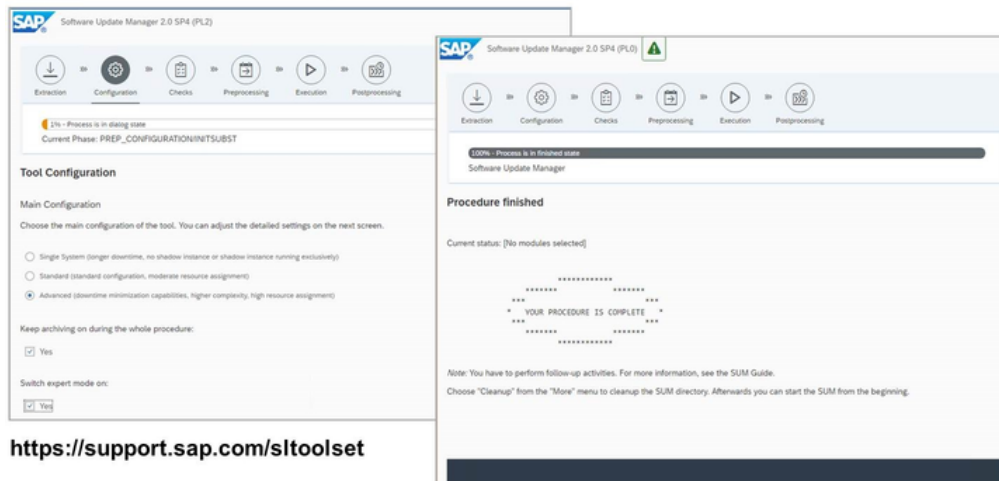 SAP
Software Update Manager 2.0 SP4 (PL2)
Extraction
Configuration
Checks
Preprocessing
Execution
Postprocessing
1% - Process is in dialog state
Current Phase: PREP_CONFIGURATION/INITSUBST
Tool Configuration
Main Configuration
Choose the main configuration of the tool. You can adjust the detailed settings on the next screen.
Single System (longer downtime, no shadow instance or shadow instance running exclusively)
Standard (standard configuration, moderate resource assignment)
Advanced (downtime minimization capabilities, higher complexity, high resource assignment)
Keep archiving on during the whole procedure:
Yes
Switch expert mode on:
Yes
https://support.sap.com/sltoolset
SAP
Software Update Manager 2.0 SP4 (PL0)
Extraction
Configuration
Checks
Preprocessing
Execution
Postprocessing
100% - Process is in finished state
Software Update Manager
Procedure finished
Current status: [No modules selected]
************
******* *******
*** ***
* YOUR PROCEDURE IS COMPLETE *
*** ***
******* *******
************
Note: You have to perform follow-up activities. For more information, see the SUM Guide.
Choose "Cleanup" from the "More" menu to cleanup the SUM directory. Afterwards you can start the SUM from the beginning.